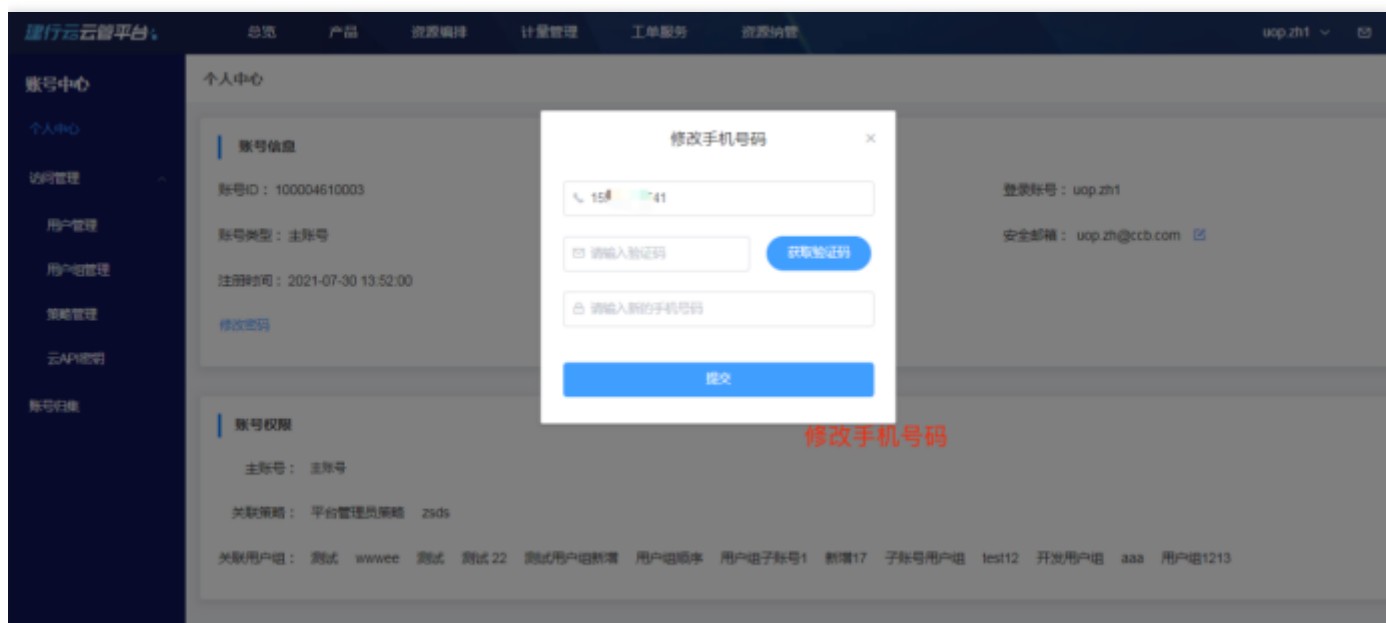 建行云云管平台
总览 产品 资源编排 计量管理 工单服务 资源纳管 uop.zh1
账号中心
个人中心
个人中心
访问管理
用户管理
用户组管理
策略管理
云API密钥
账号归集
账号信息
账号ID： 100004610003
登录账号： uop.zh1
账号类型： 主账号
安全邮箱： uop.zh@ccb.com
注册时间： 2021-07-30 13:52:00
修改密码
修改手机号码
15 41
请输入验证码 获取验证码
请输入新的手机号码
提交
修改手机号码
账号权限
主账号： 主账号
关联策略： 平台管理员策略 zsds
关联用户组： 测试 wwwee 测试 测试 22 测试用户组新增 用户组顺序 用户组子账号1 新增17 子账号用户组 test12 开发用户组 aaa 用户组1213